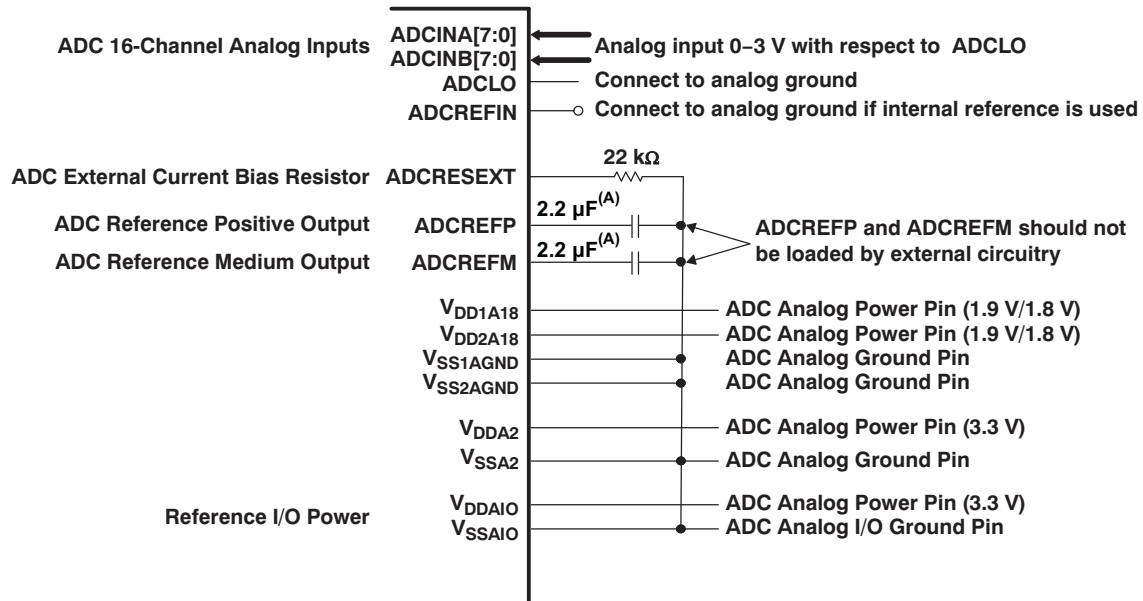 ADC 16-Channel Analog Inputs
ADCINA[7:0]
ADCINB[7:0]
Analog input 0–3 V with respect to ADCLO
ADCLO
Connect to analog ground
ADCREFIN
Connect to analog ground if internal reference is used
22 kΩ
ADC External Current Bias Resistor ADCRESEXT
2.2 µF(A)
ADC Reference Positive Output ADCREFP
2.2 µF(A)
ADC Reference Medium Output ADCREFM
ADCREFP and ADCREFM should not
be loaded by external circuitry
VDD1A18 ADC Analog Power Pin (1.9 V/1.8 V)
VDD2A18 ADC Analog Power Pin (1.9 V/1.8 V)
VSS1AGND ADC Analog Ground Pin
VSS2AGND ADC Analog Ground Pin
VDDA2 ADC Analog Power Pin (3.3 V)
VSSA2 ADC Analog Ground Pin
Reference I/O Power
VDDAIO ADC Analog Power Pin (3.3 V)
VSSAIO ADC Analog I/O Ground Pin